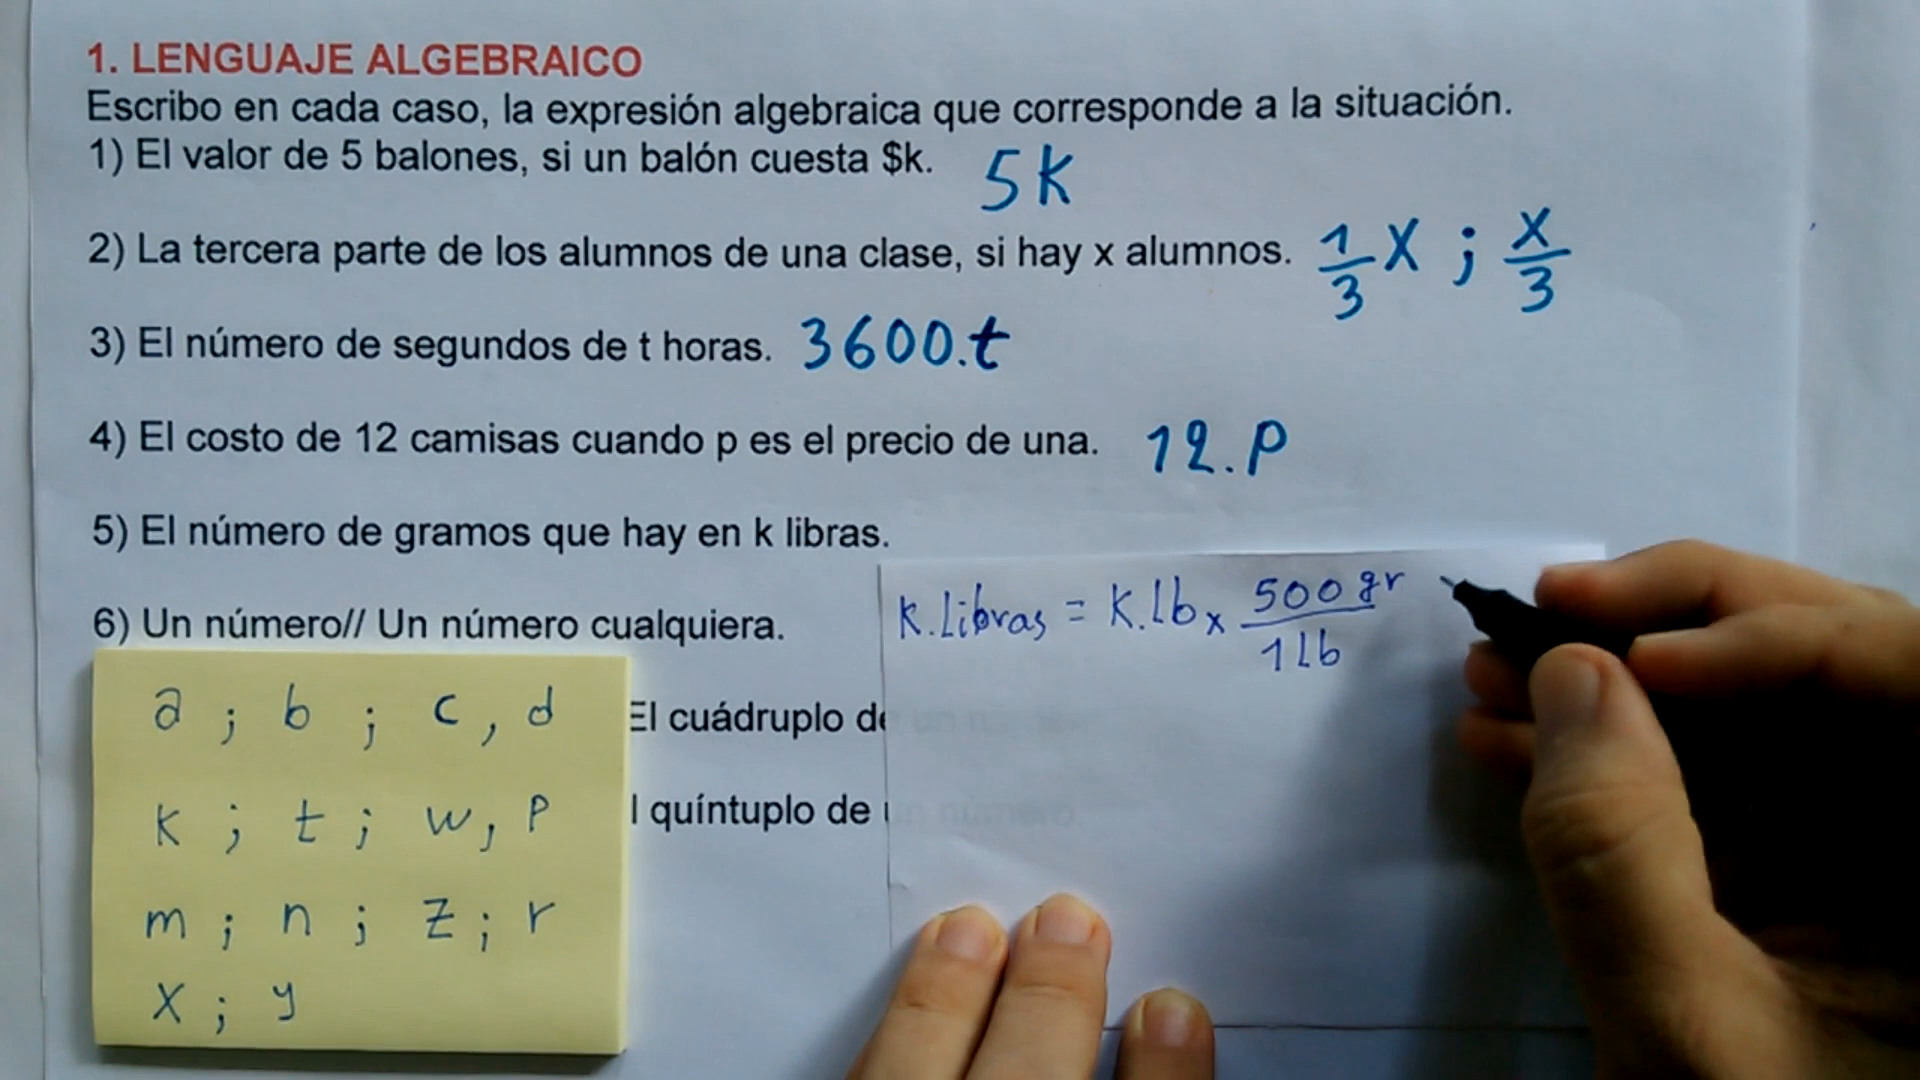 1. LENGUAJE ALGEBRAICO
Escribo en cada caso, la expresión algebraica que corresponde a la situación.
1) El valor de 5 balones, si un balón cuesta $k. 5K
2) La tercera parte de los alumnos de una clase, si hay x alumnos. 1/3 X ; x/3
3) El número de segundos de t horas. 3600.t
4) El costo de 12 camisas cuando p es el precio de una. 12.P
5) El número de gramos que hay en k libras.
K.Libras = K.Lb x 500gr/1Lb
6) Un número// Un número cualquiera.
a ; b ; c , d
k ; t ; w , P
m ; n ; z ; r
X ; y
El cuádruplo de un
quíntuplo de un número.